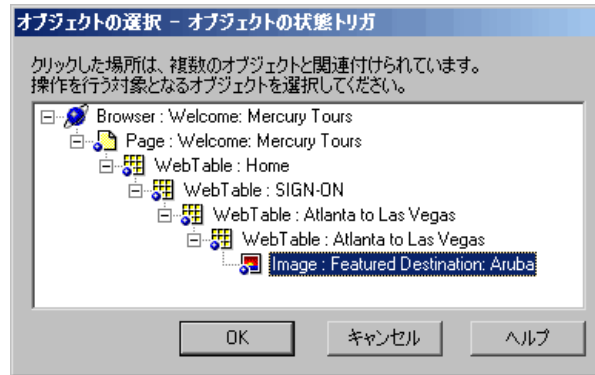 オブジェクトの選択 - オブジェクトの状態トリガ
クリックした場所は、複数のオブジェクトと関連付けられています。
操作を行う対象となるオブジェクトを選択してください。
Browser : Welcome: Mercury Tours
Page : Welcome: Mercury Tours
WebTable : Home
WebTable : SIGN-ON
WebTable : Atlanta to Las Vegas
WebTable : Atlanta to Las Vegas
Image : Featured Destination: Aruba
OK キャンセル ヘルプ